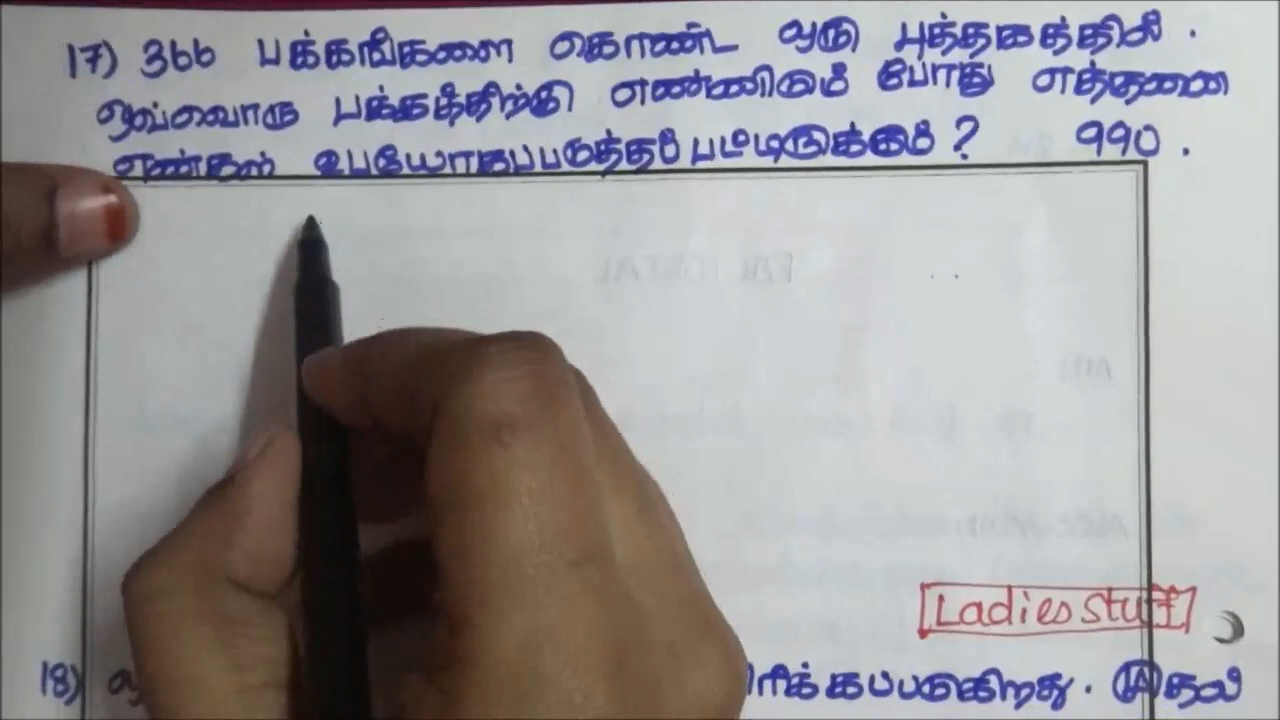 17) 366 பக்கங்களை கொண்ட ஒரு புத்தகத்தில்.
ஒவ்வொரு பக்கத்திற்கு எண்ணிடும் போது எத்தனை
எண்கள் உபயோகப்படுத்தப் பட்டிருக்கும்? 990.
Ladies Stuff
18) ரிக்கப்படுகிறது. (A) தல்